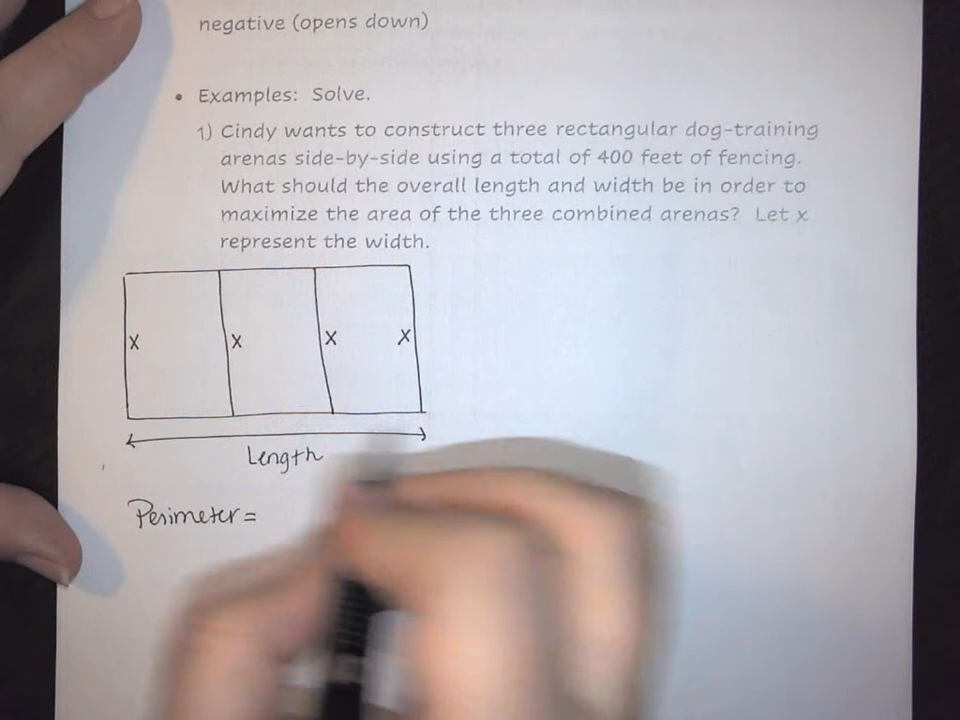 negative (opens down)
• Examples: Solve.
1) Cindy wants to construct three rectangular dog-training
arenas side-by-side using a total of 400 feet of fencing.
What should the overall length and width be in order to
maximize the area of the three combined arenas? Let x
represent the width.
x x x x
Length
Perimeter =